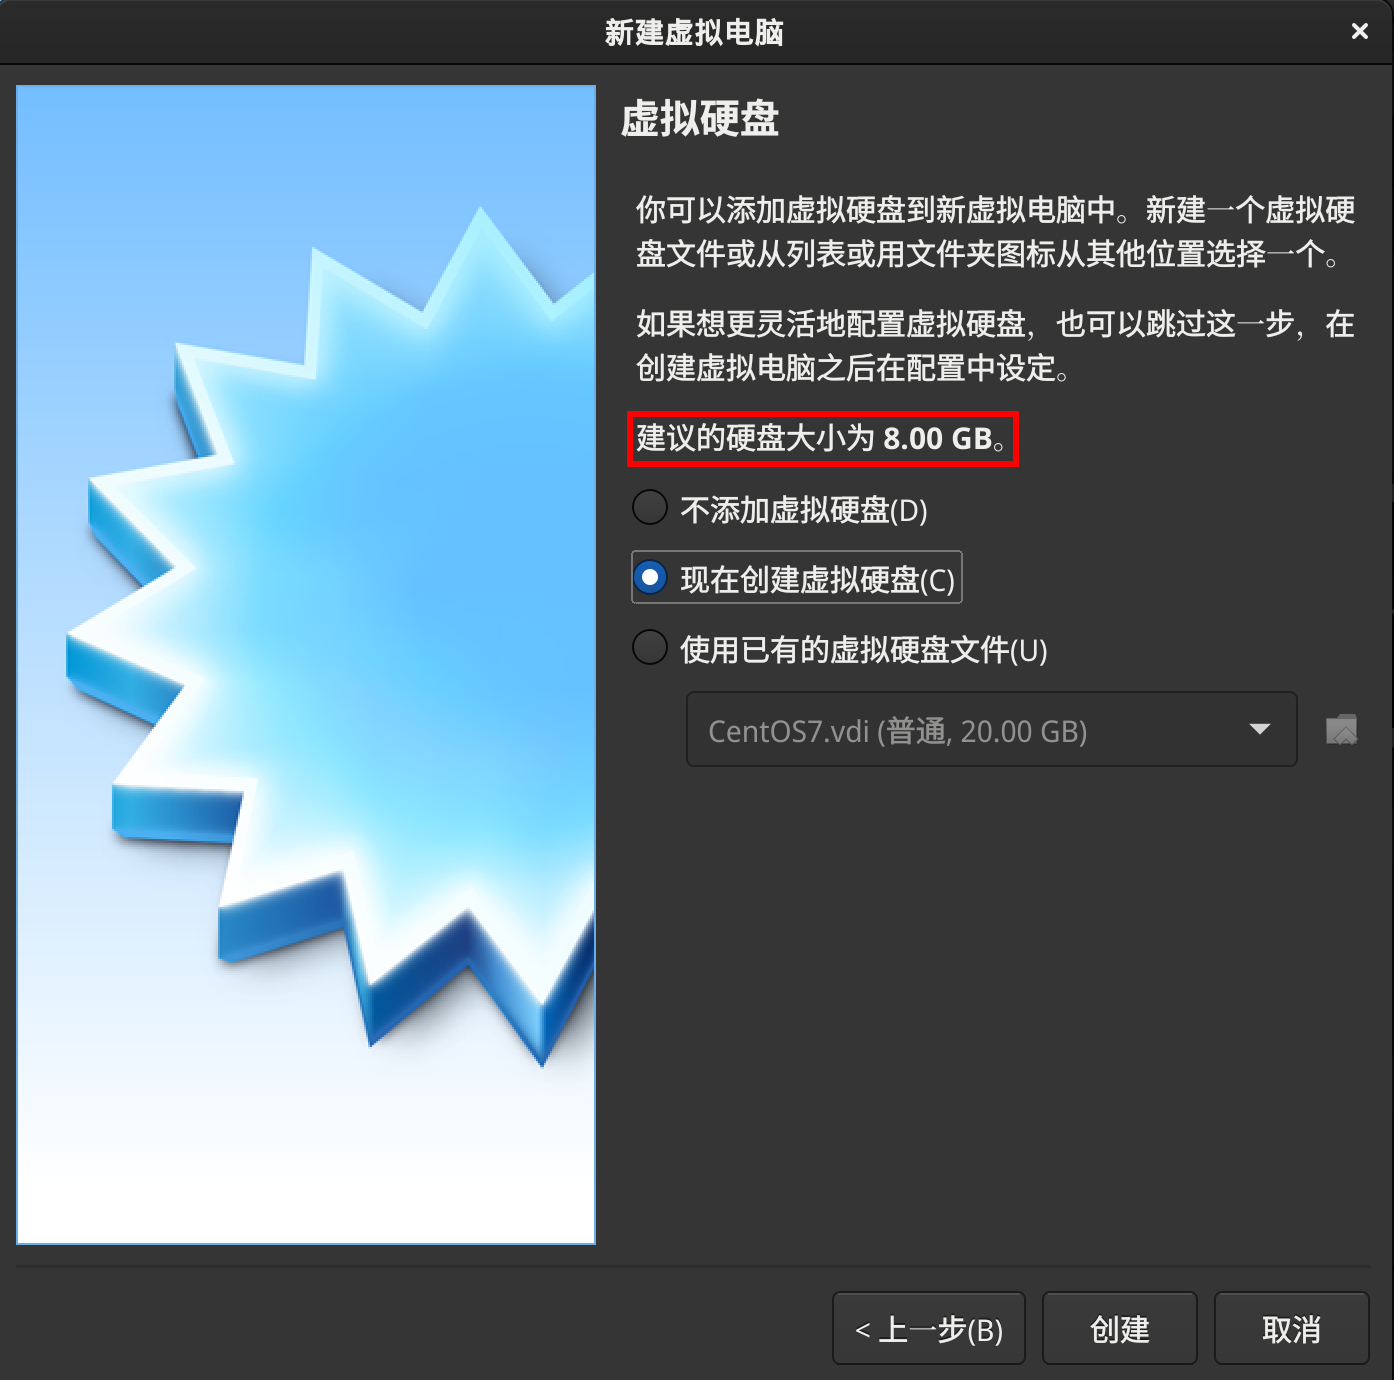 新建虚拟电脑
虚拟硬盘
你可以添加虚拟硬盘到新虚拟电脑中。新建一个虚拟硬
盘文件或从列表或用文件夹图标从其他位置选择一个。
如果想更灵活地配置虚拟硬盘，也可以跳过这一步，在
创建虚拟电脑之后在配置中设定。
建议的硬盘大小为 8.00 GB。
不添加虚拟硬盘(D)
现在创建虚拟硬盘(C)
使用已有的虚拟硬盘文件(U)
CentOS7.vdi (普通, 20.00 GB)
< 上一步(B)
创建
取消